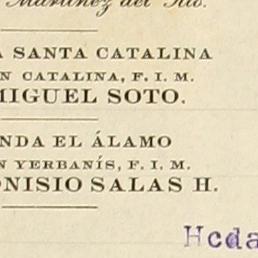 Martínez del Río.
A SANTA CATALINA
N CATALINA, F. I. M.
MIGUEL SOTO.
NDA EL ÁLAMO
N YERBANÍS, F. I. M.
ONISIO SALAS H.
Hcda